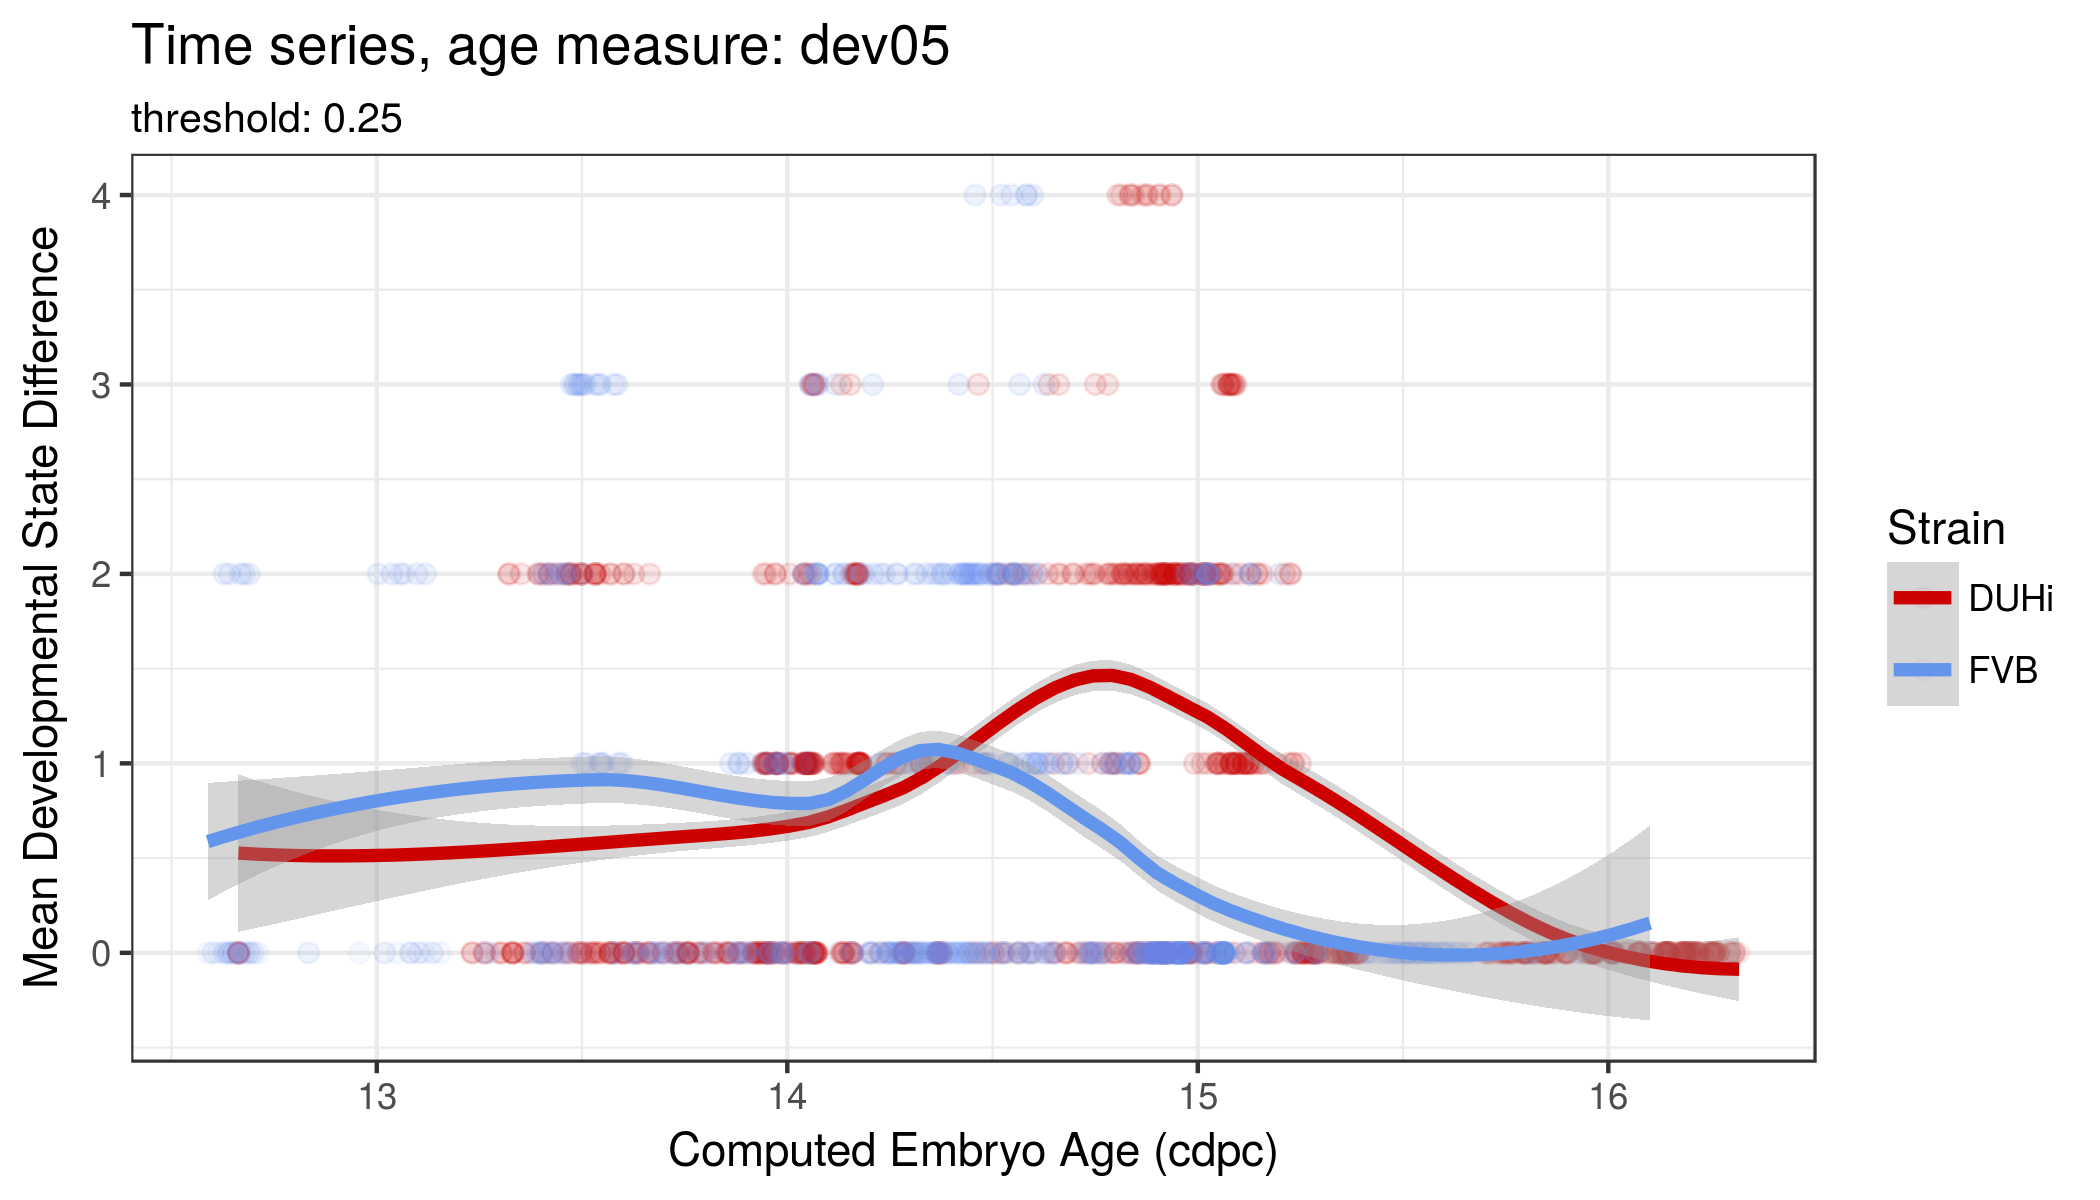 Time series, age measure: dev05
threshold: 0.25
Mean Developmental State Difference
4
3
2
1
0
13
14
15
16
Computed Embryo Age (cdpc)
Strain
DUHi
FVB